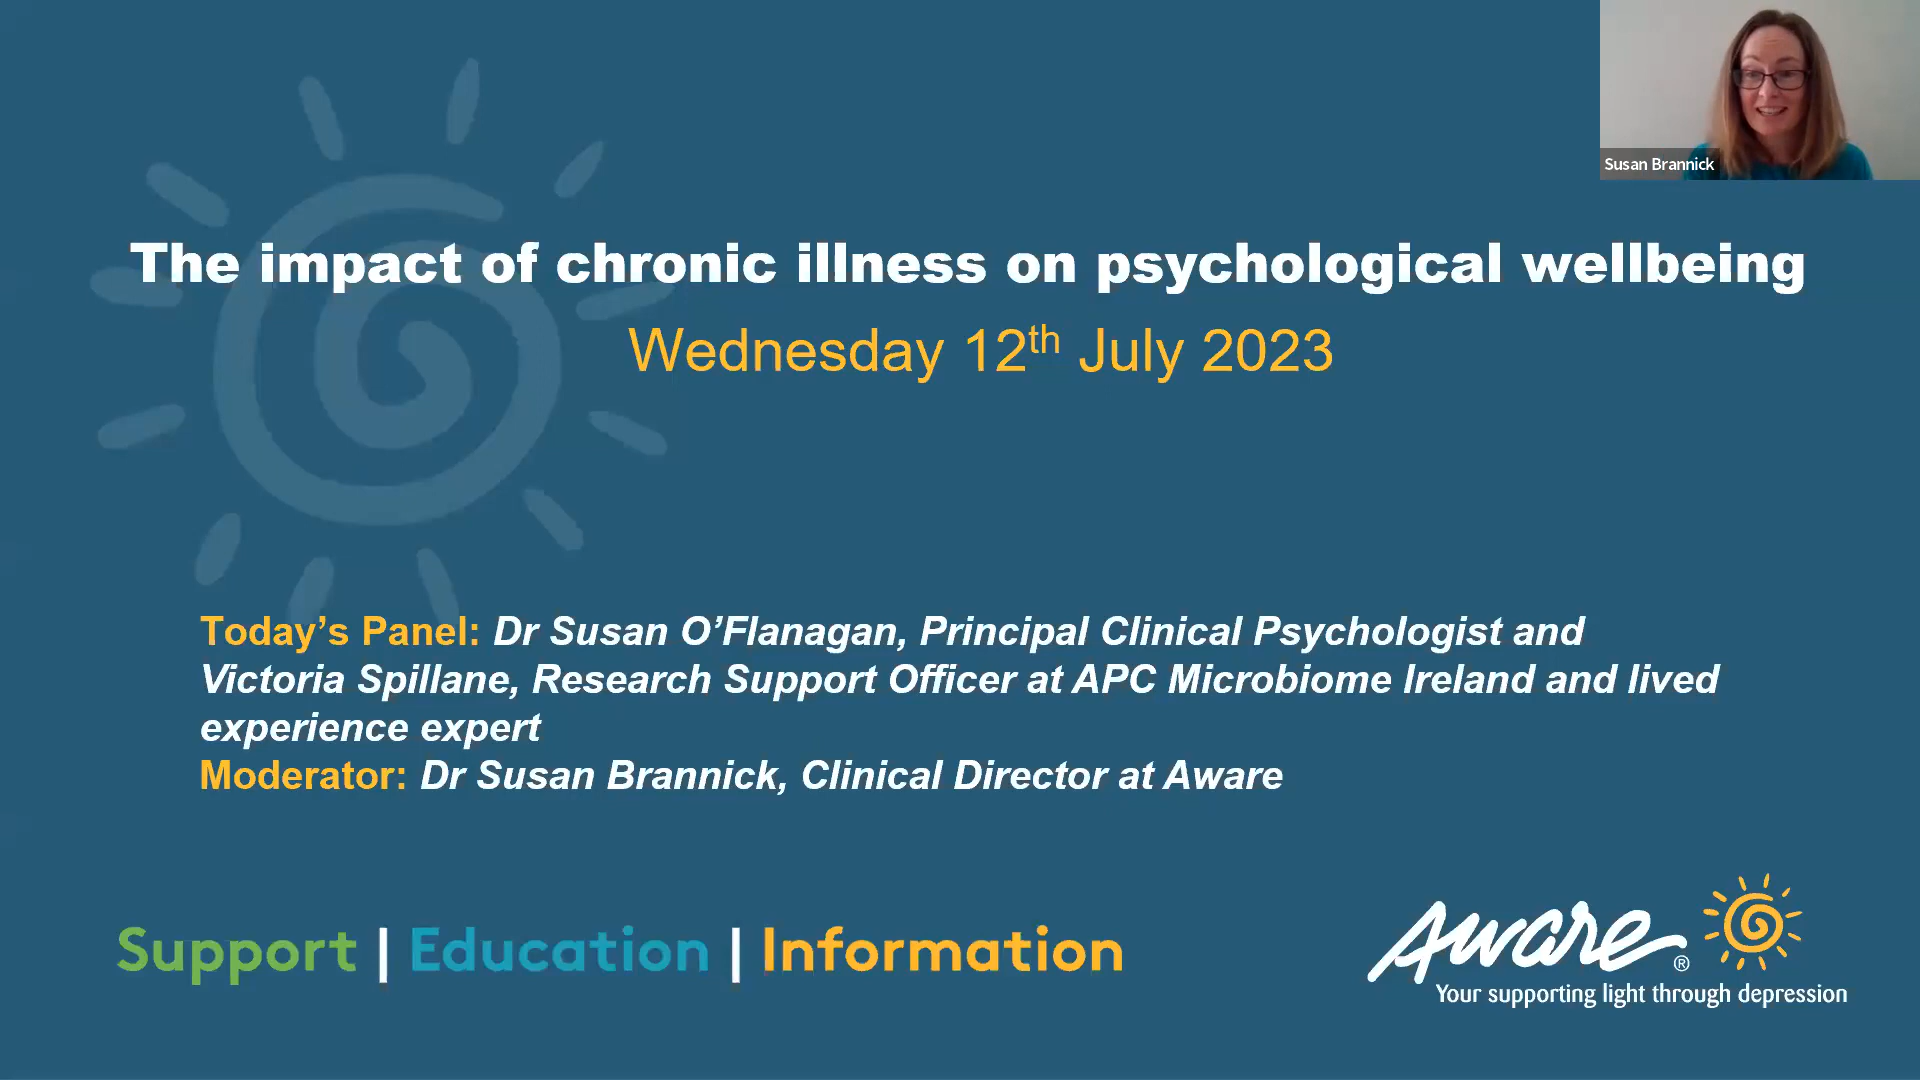 Susan Brannick
The impact of chronic illness on psychological wellbeing
Wednesday 12th July 2023
Today’s Panel: Dr Susan O’Flanagan, Principal Clinical Psychologist and
Victoria Spillane, Research Support Officer at APC Microbiome Ireland and lived
experience expert
Moderator: Dr Susan Brannick, Clinical Director at Aware
Support | Education | Information
Aware ®
Your supporting light through depression